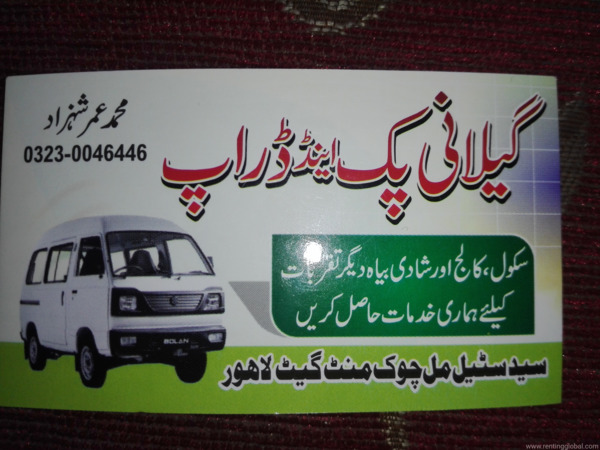 گیلانی پک اینڈ ڈراپ
محمد عمر شہزاد
0323-0046446
سکول، کالج اور شادی بیاہ دیگر تقریبات
کیلئے ہماری خدمات حاصل کریں
BOLAN
سید سٹیل مل چوک منٹ گیٹ لاہور
www.rentingglobal.com